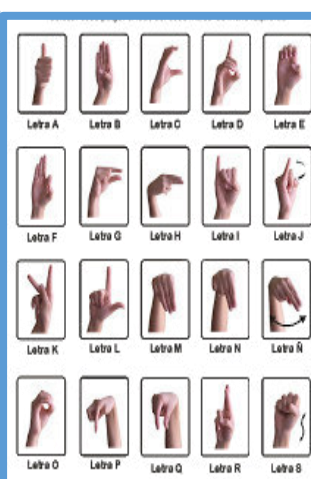 Letra A Letra B Letra C Letra D Letra E
Letra F Letra G Letra H Letra I Letra J
Letra K Letra L Letra M Letra N Letra Ñ
Letra O Letra P Letra Q Letra R Letra S